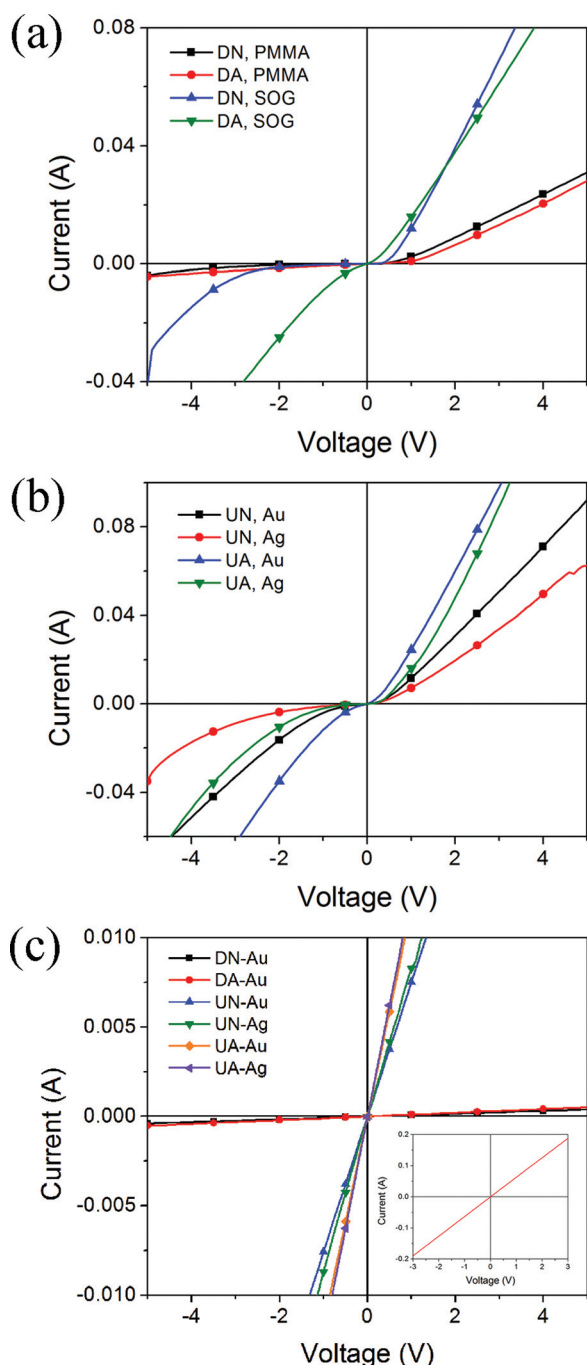 (a)
0.08
0.04
0.00
-0.04
Current (A)
DN, PMMA
DA, PMMA
DN, SOG
DA, SOG
-4 -2 0 2 4
Voltage (V)
(b)
0.08
0.04
0.00
-0.04
Current (A)
UN, Au
UN, Ag
UA, Au
UA, Ag
-4 -2 0 2 4
Voltage (V)
(c)
0.010
0.005
0.000
-0.005
-0.010
Current (A)
DN-Au
DA-Au
UN-Au
UN-Ag
UA-Au
UA-Ag
0.2
0.1
0.0
-0.1
-0.2
Current (A)
-3 -2 -1 0 1 2 3
Voltage (V)
-4 -2 0 2 4
Voltage (V)